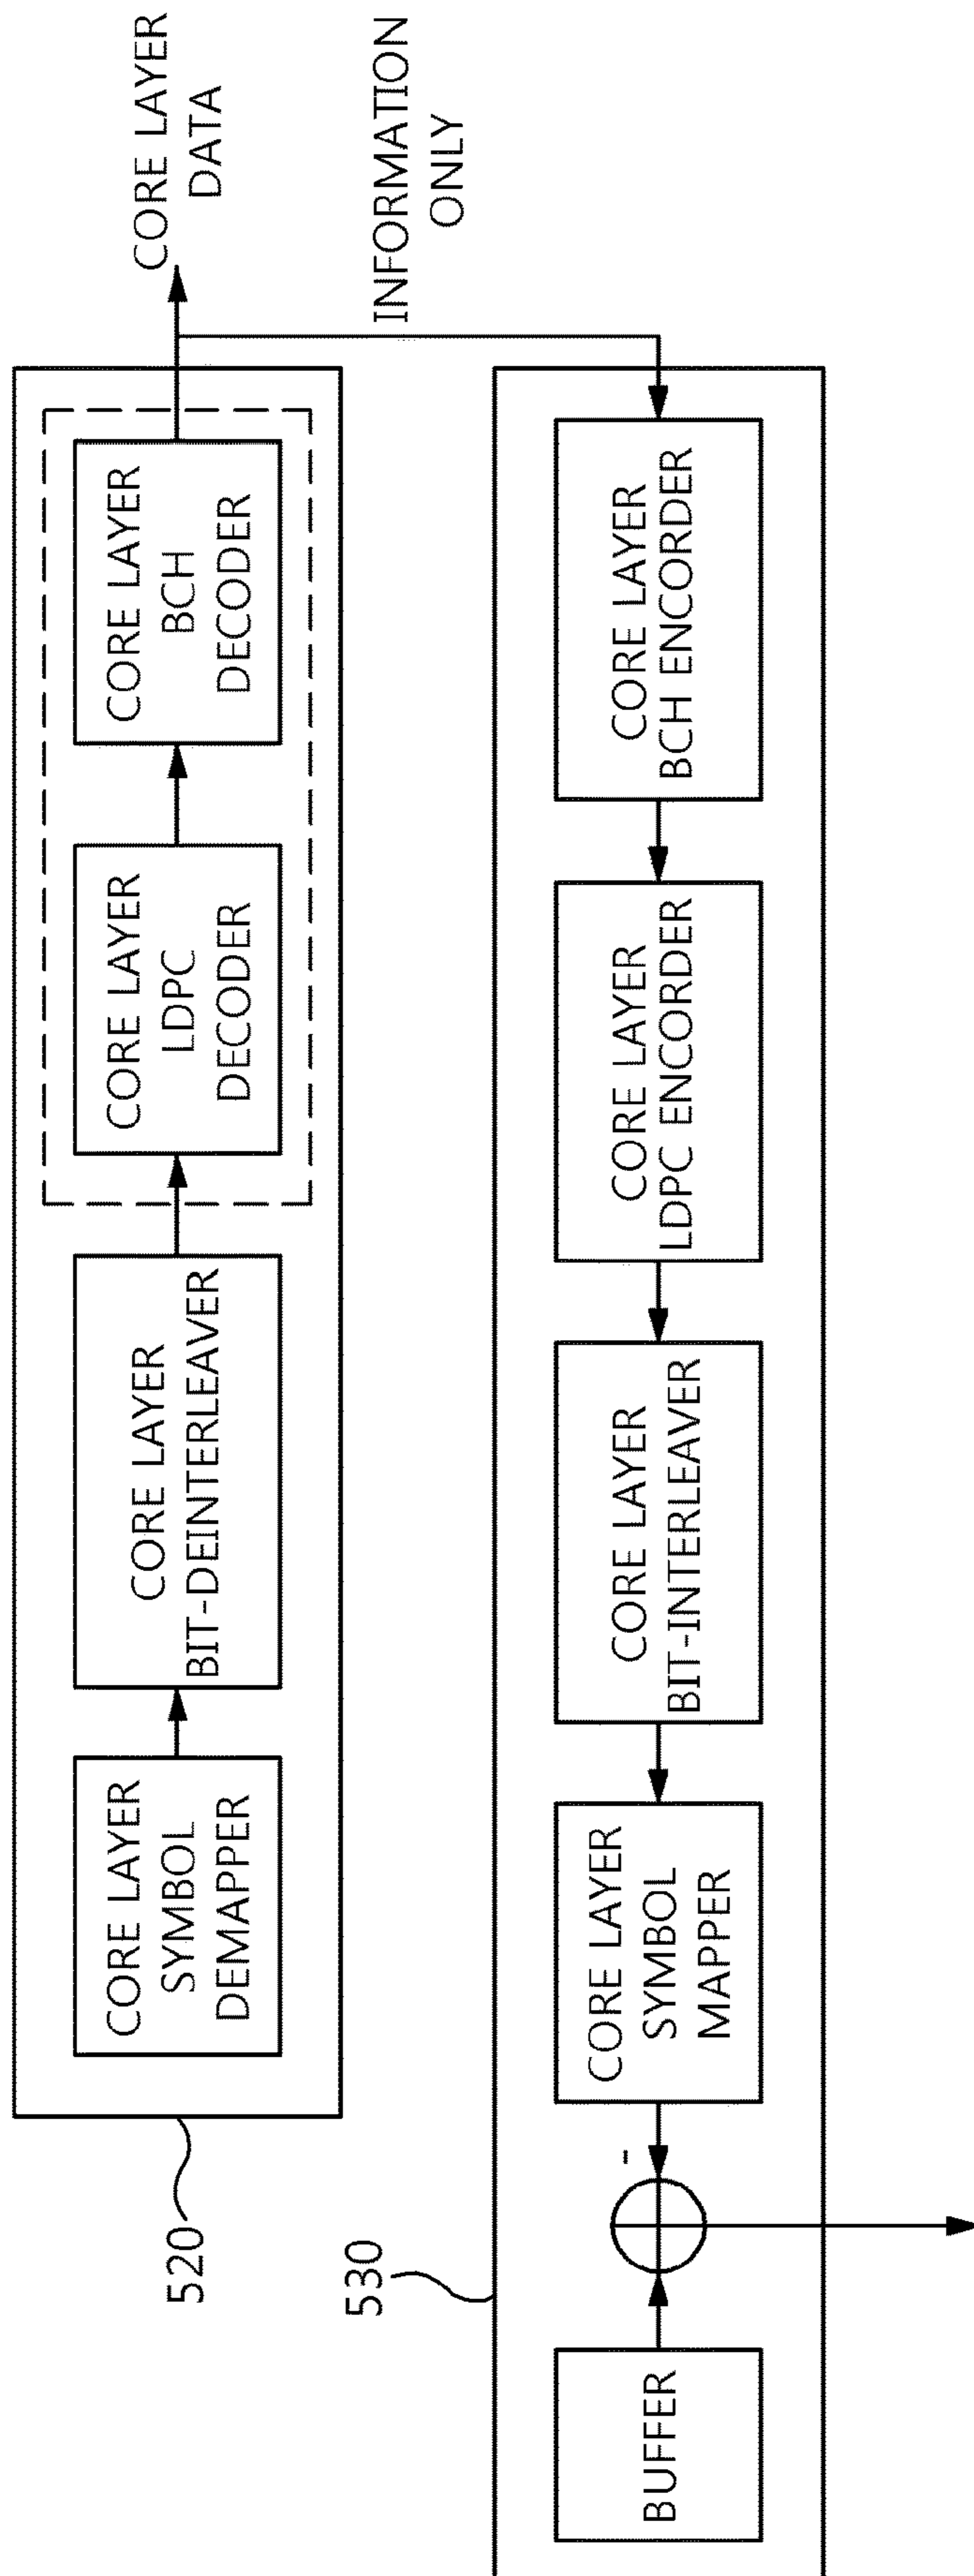 520
CORE LAYER
SYMBOL
DEMAPPER
CORE LAYER
BIT-DEINTERLEAVER
CORE LAYER
LDPC
DECODER
CORE LAYER
BCH
DECODER
CORE LAYER
DATA
INFORMATION
ONLY
530
BUFFER
-
CORE LAYER
SYMBOL
MAPPER
CORE LAYER
BIT-INTERLEAVER
CORE LAYER
LDPC ENCORDER
CORE LAYER
BCH ENCORDER